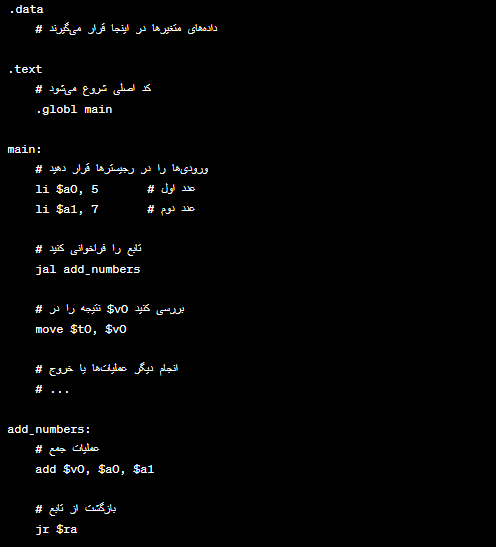 .data
# داده‌های متغیرها در اینجا قرار می‌گیرند
.text
# کد اصلی شروع می‌شود
.globl main
main:
# ورودی‌ها را در رجیسترها قرار دهید
li $a0, 5 # عدد اول
li $a1, 7 # عدد دوم
# تابع را فراخوانی کنید
jal add_numbers
# نتیجه را در $v0 بررسی کنید
move $t0, $v0
# انجام دیگر عملیات‌ها یا خروج
# ...
add_numbers:
# عملیات جمع
add $v0, $a0, $a1
# بازگشت از تابع
jr $ra